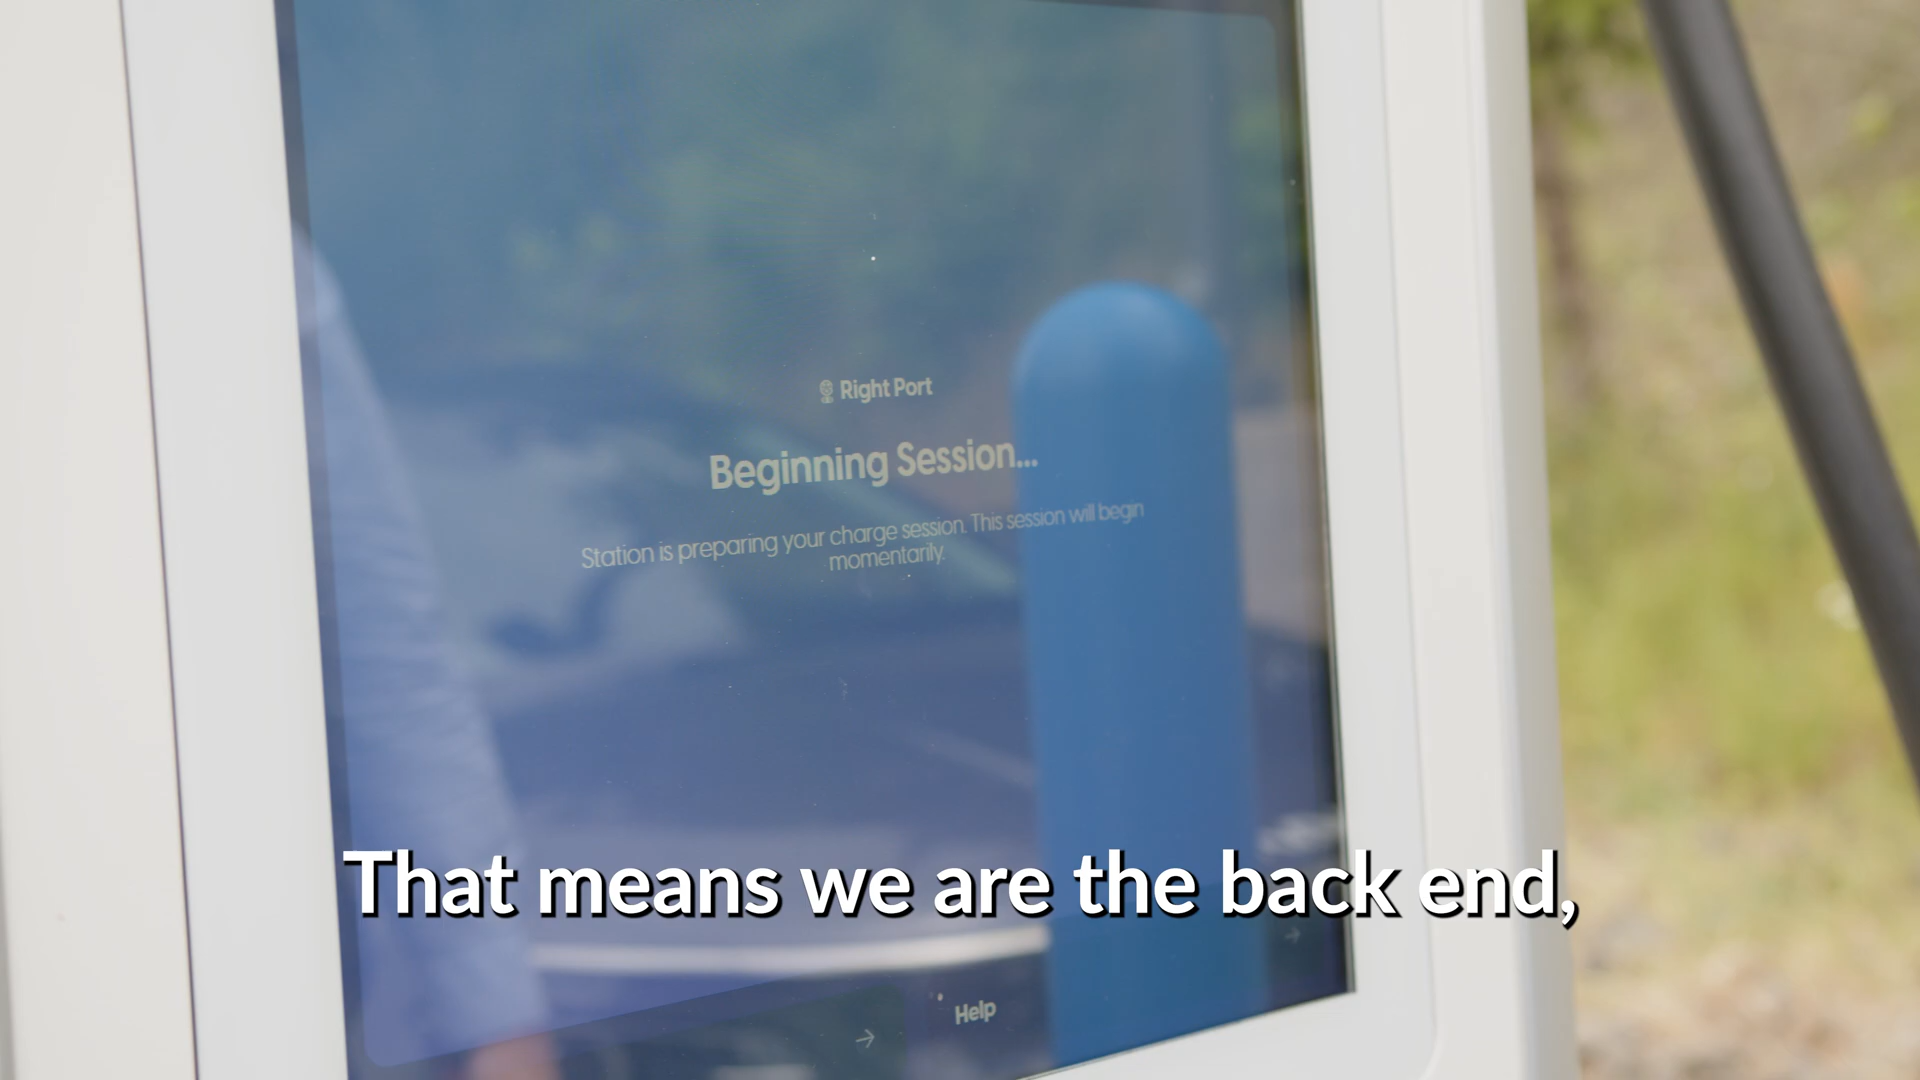 Right Port
Beginning Session...
Station is preparing your charge session. This session will begin
momentarily.
That means we are the back end,
Help